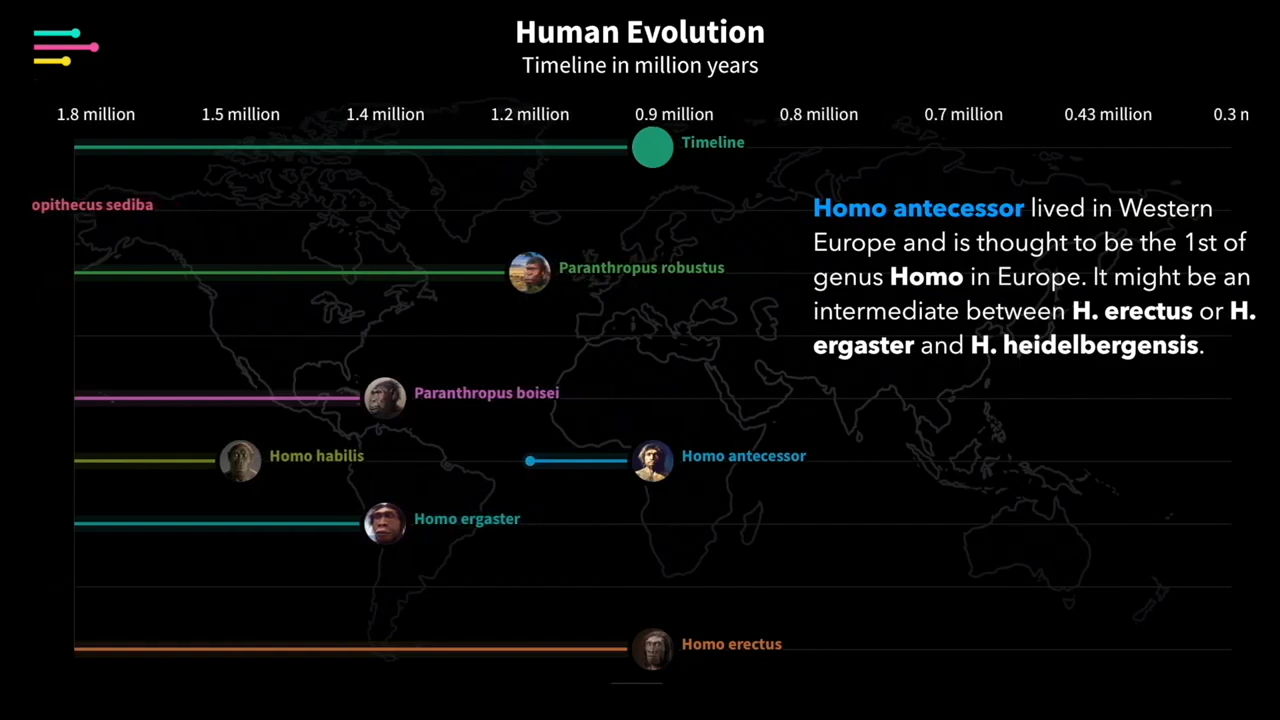 Human Evolution
Timeline in million years
1.8 million 1.5 million 1.4 million 1.2 million 0.9 million 0.8 million 0.7 million 0.43 million 0.3 n
Timeline
opithecus sediba
Homo antecessor lived in Western
Europe and is thought to be the 1st of
genus Homo in Europe. It might be an
intermediate between H. erectus or H.
ergaster and H. heidelbergensis.
Paranthropus robustus
Paranthropus boisei
Homo habilis
Homo antecessor
Homo ergaster
Homo erectus